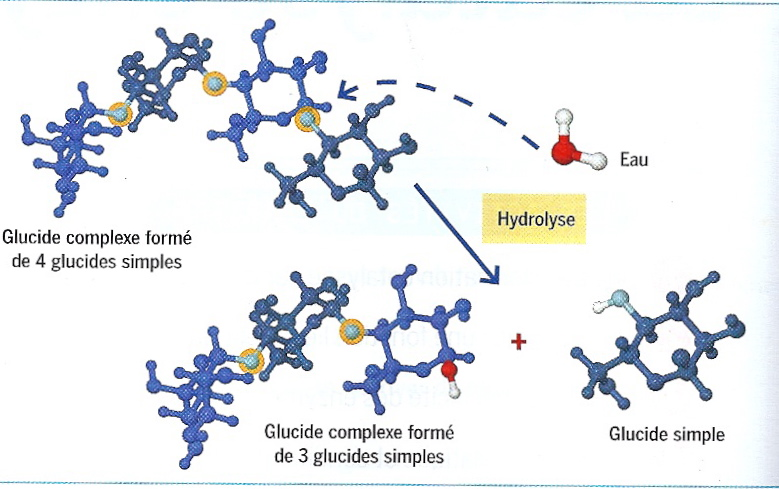 Eau
Hydrolyse
Glucide complexe formé
de 4 glucides simples
+
Glucide complexe formé
de 3 glucides simples
Glucide simple